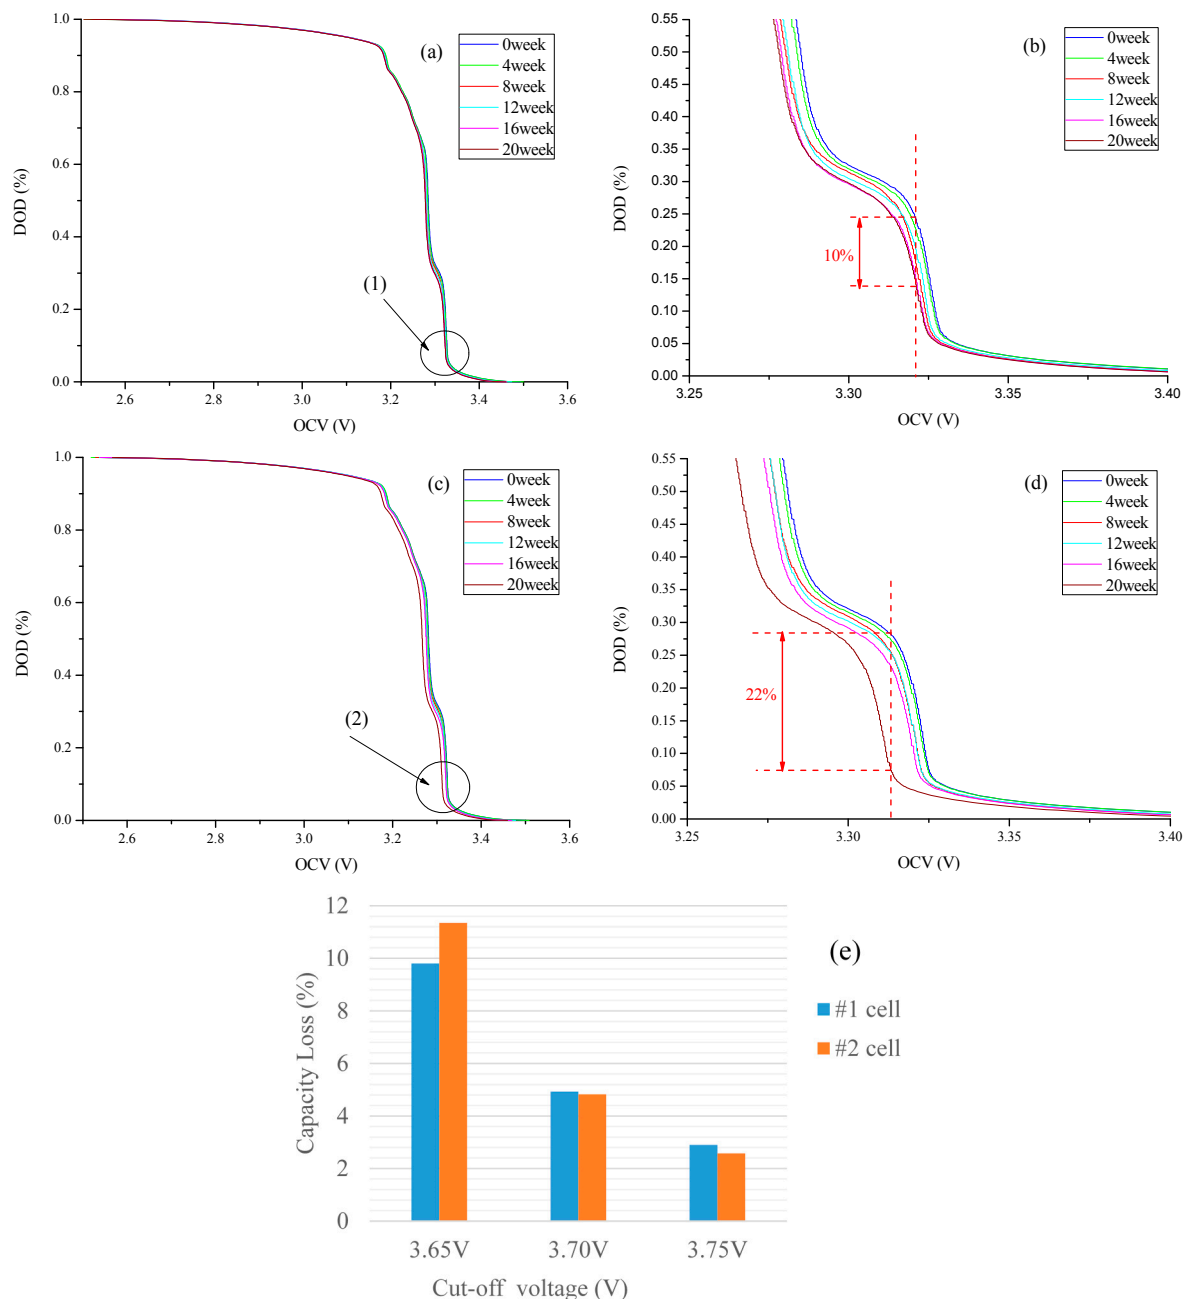 1.0
0.8
0.6
0.4
0.2
0.0
DOD (%)
2.6
2.8
3.0
3.2
3.4
3.6
OCV (V)
(a)
0week
4week
8week
12week
16week
20week
(1)
0.55
0.50
0.45
0.40
0.35
0.30
0.25
0.20
0.15
0.10
0.05
0.00
DOD (%)
3.25
3.30
3.35
3.40
OCV (V)
(b)
0week
4week
8week
12week
16week
20week
10%
1.0
0.8
0.6
0.4
0.2
0.0
DOD (%)
2.6
2.8
3.0
3.2
3.4
3.6
OCV (V)
(c)
0week
4week
8week
12week
16week
20week
(2)
0.55
0.50
0.45
0.40
0.35
0.30
0.25
0.20
0.15
0.10
0.05
0.00
DOD (%)
3.25
3.30
3.35
3.40
OCV (V)
(d)
0week
4week
8week
12week
16week
20week
22%
12
10
8
6
4
2
0
Capacity Loss (%)
3.65V
3.70V
3.75V
Cut-off voltage (V)
(e)
#1 cell
#2 cell